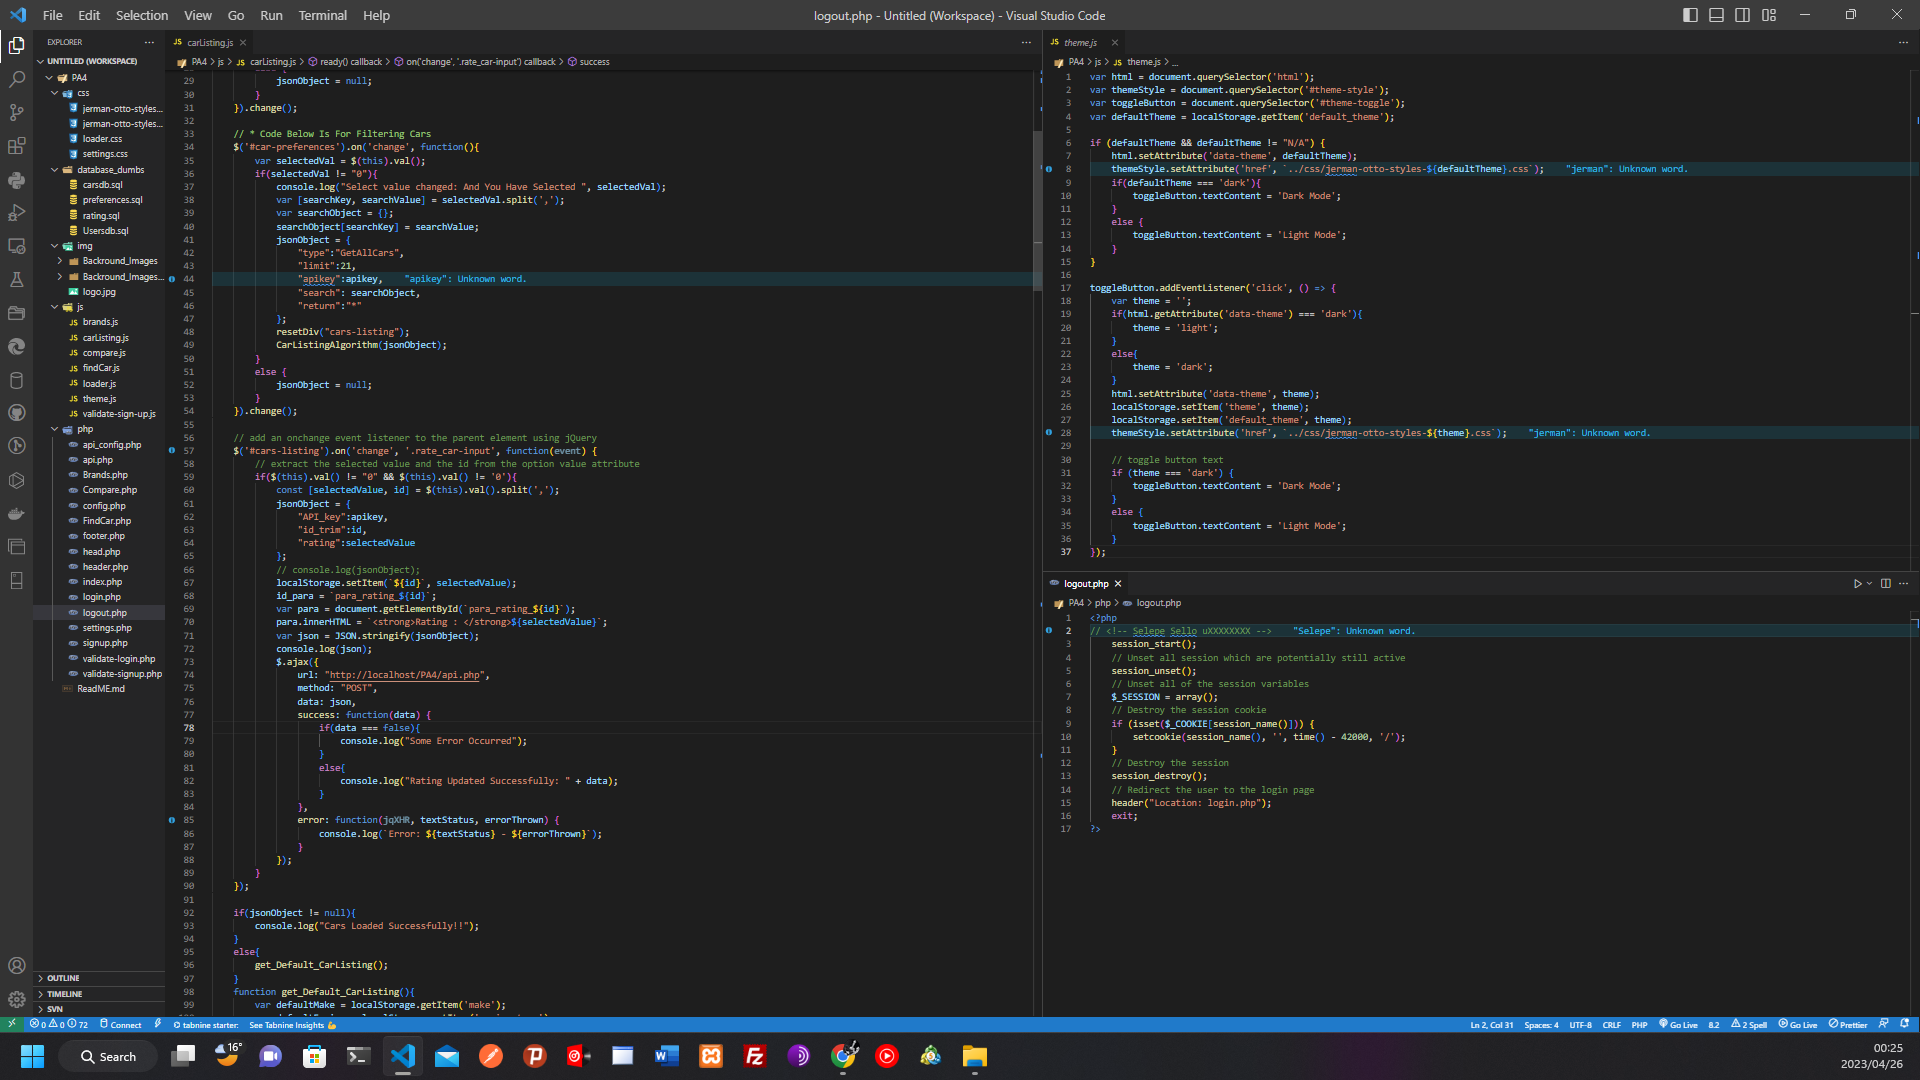 File Edit Selection View Go Run Terminal Help
logout.php - Untitled (Workspace) - Visual Studio Code
EXPLORER
UNTITLED (WORKSPACE)
PA4
css
jerman-otto-styles...
jerman-otto-styles...
loader.css
settings.css
database_dumbs
carsdb.sql
preferences.sql
rating.sql
Usersdb.sql
img
Backround_Images
Backround_Images...
logo.jpg
js
brands.js
carListing.js
compare.js
findCar.js
loader.js
theme.js
validate-sign-up.js
php
api_config.php
api.php
Brands.php
Compare.php
config.php
FindCar.php
footer.php
head.php
header.php
index.php
login.php
logout.php
settings.php
signup.php
validate-login.php
validate-signup.php
ReadME.md
OUTLINE
TIMELINE
SVN
JS carListing.js
PA4 > js > JS carListing.js > ready() callback > on('change', '.rate_car-input') callback > success
29 jsonObject = null;
30 }
31 }).change();
32
33 // * Code Below Is For Filtering Cars
34 $('#car-preferences').on('change', function(){
35 var selectedVal = $(this).val();
36 if(selectedVal != "0"){
37 console.log("Select value changed: And You Have Selected ", selectedVal);
38 var [searchKey, searchValue] = selectedVal.split(',');
39 var searchObject = {};
40 searchObject[searchKey] = searchValue;
41 jsonObject = {
42 "type":"GetAllCars",
43 "limit":21,
44 "apikey":apikey, "apikey": Unknown word.
45 "search": searchObject,
46 "return":"*"
47 };
48 resetDiv("cars-listing");
49 CarListingAlgorithm(jsonObject);
50 }
51 else {
52 jsonObject = null;
53 }
54 }).change();
55
56 // add an onchange event listener to the parent element using jQuery
57 $('#cars-listing').on('change', '.rate_car-input', function(event) {
58 // extract the selected value and the id from the option value attribute
59 if($(this).val() != "0" && $(this).val() != '0'){
60 const [selectedValue, id] = $(this).val().split(',');
61 jsonObject = {
62 "API_key":apikey,
63 "id_trim":id,
64 "rating":selectedValue
65 };
66 // console.log(jsonObject);
67 localStorage.setItem(`${id}`, selectedValue);
68 id_para = `para_rating_${id}`;
69 var para = document.getElementById(`para_rating_${id}`);
70 para.innerHTML = `<strong>Rating : </strong>${selectedValue}`;
71 var json = JSON.stringify(jsonObject);
72 console.log(json);
73 $.ajax({
74 url: "http://localhost/PA4/api.php",
75 method: "POST",
76 data: json,
77 success: function(data) {
78 if(data === false){
79 console.log("Some Error Occurred");
80 }
81 else{
82 console.log("Rating Updated Successfully: " + data);
83 }
84 },
85 error: function(jqXHR, textStatus, errorThrown) {
86 console.log(`Error: ${textStatus} - ${errorThrown}`);
87 }
88 });
89 }
90 });
91
92 if(jsonObject != null){
93 console.log("Cars Loaded Successfully!!");
94 }
95 else{
96 get_Default_CarListing();
97 }
98 function get_Default_CarListing(){
99 var defaultMake = localStorage.getItem('make');
JS theme.js
PA4 > js > JS theme.js > ...
1 var html = document.querySelector('html');
2 var themeStyle = document.querySelector('#theme-style');
3 var toggleButton = document.querySelector('#theme-toggle');
4 var defaultTheme = localStorage.getItem('default_theme');
5
6 if (defaultTheme && defaultTheme != "N/A") {
7 html.setAttribute('data-theme', defaultTheme);
8 themeStyle.setAttribute('href', `../css/jerman-otto-styles-${defaultTheme}.css`); "jerman": Unknown word.
9 if(defaultTheme === 'dark'){
10 toggleButton.textContent = 'Dark Mode';
11 }
12 else {
13 toggleButton.textContent = 'Light Mode';
14 }
15 }
16
17 toggleButton.addEventListener('click', () => {
18 var theme = '';
19 if(html.getAttribute('data-theme') === 'dark'){
20 theme = 'light';
21 }
22 else{
23 theme = 'dark';
24 }
25 html.setAttribute('data-theme', theme);
26 localStorage.setItem('theme', theme);
27 localStorage.setItem('default_theme', theme);
28 themeStyle.setAttribute('href', `../css/jerman-otto-styles-${theme}.css`); "jerman": Unknown word.
29
30 // toggle button text
31 if (theme === 'dark') {
32 toggleButton.textContent = 'Dark Mode';
33 }
34 else {
35 toggleButton.textContent = 'Light Mode';
36 }
37 });
logout.php
PA4 > php > logout.php
1 <?php
2 // <!-- Selepe Sello uXXXXXXXX --> "Selepe": Unknown word.
3 session_start();
4 // Unset all session which are potentially still active
5 session_unset();
6 // Unset all of the session variables
7 $_SESSION = array();
8 // Destroy the session cookie
9 if (isset($_COOKIE[session_name()])) {
10 setcookie(session_name(), '', time() - 42000, '/');
11 }
12 // Destroy the session
13 session_destroy();
14 // Redirect the user to the login page
15 header("Location: login.php");
16 exit;
17 ?>
0 0 72 Connect tabnine starter: See Tabnine Insights
Ln 2, Col 31 Spaces: 4 UTF-8 CRLF PHP Go Live 8.2 2 Spell Go Live Prettier
Search
16°
00:25
2023/04/26